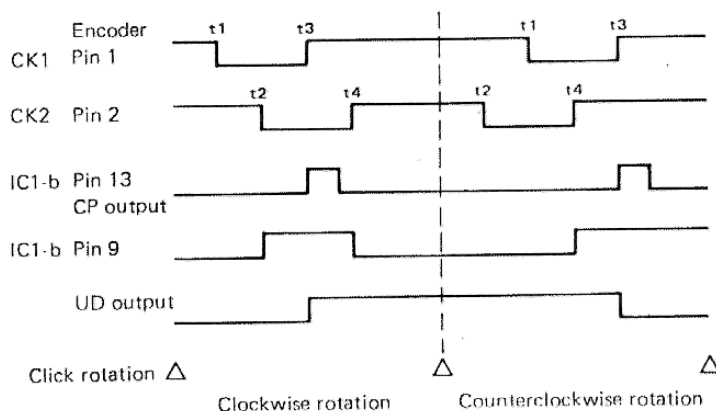 t1 Encoder t3 t1 t3
CK1 Pin 1
t2 t4 t2 t4
CK2 Pin 2
IC1-b Pin 13
CP output
IC1-b Pin 9
UD output
Click rotation △ △ △
Clockwise rotation Counterclockwise rotation